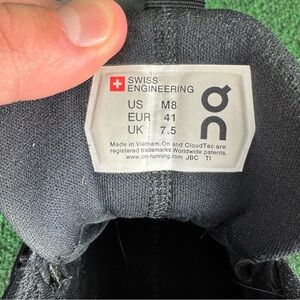 SWISS
ENGINEERING
US M8
EUR 41
UK 7.5
Made in Vietnam. On and CloudTec are
registered trademarks. Worldwide patents.
www.on-running.com JBC TI
on